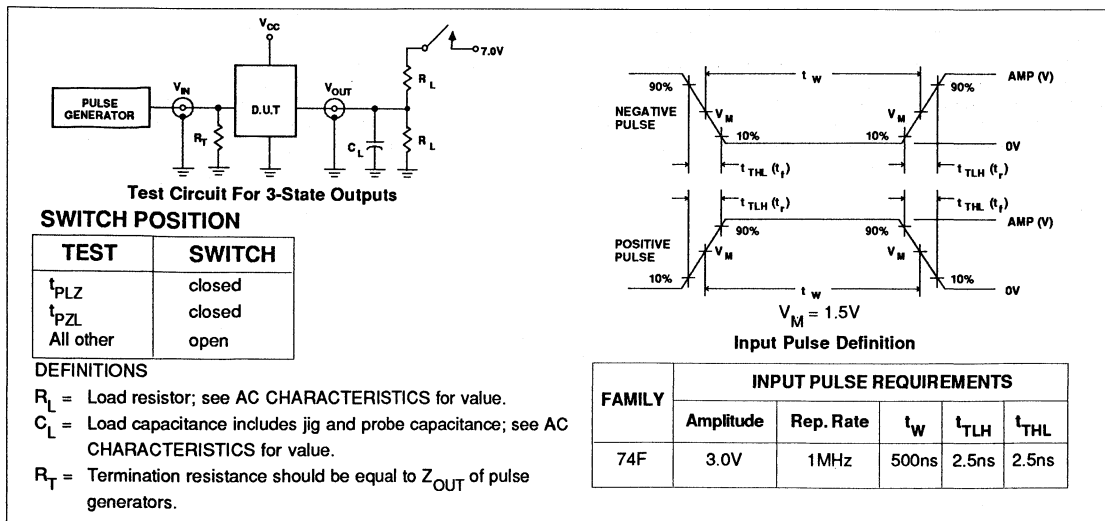 VCC
7.0V
RL
VIN
VOUT
PULSE
GENERATOR
D.U.T
RT
CL
RL
Test Circuit For 3-State Outputs
SWITCH POSITION
TEST SWITCH
tPLZ closed
tPZL closed
All other open
DEFINITIONS
RL = Load resistor; see AC CHARACTERISTICS for value.
CL = Load capacitance includes jig and probe capacitance; see AC
CHARACTERISTICS for value.
RT = Termination resistance should be equal to ZOUT of pulse
generators.
tW
AMP (V)
90% 90%
NEGATIVE
PULSE
VM VM
10% 10%
0V
tTHL (tf) tTLH (tr)
tTLH (tr) tTHL (tf)
AMP (V)
90% 90%
POSITIVE
PULSE
VM VM
10% 10%
tW
0V
VM = 1.5V
Input Pulse Definition
FAMILY INPUT PULSE REQUIREMENTS
Amplitude Rep. Rate tW tTLH tTHL
74F 3.0V 1MHz 500ns 2.5ns 2.5ns